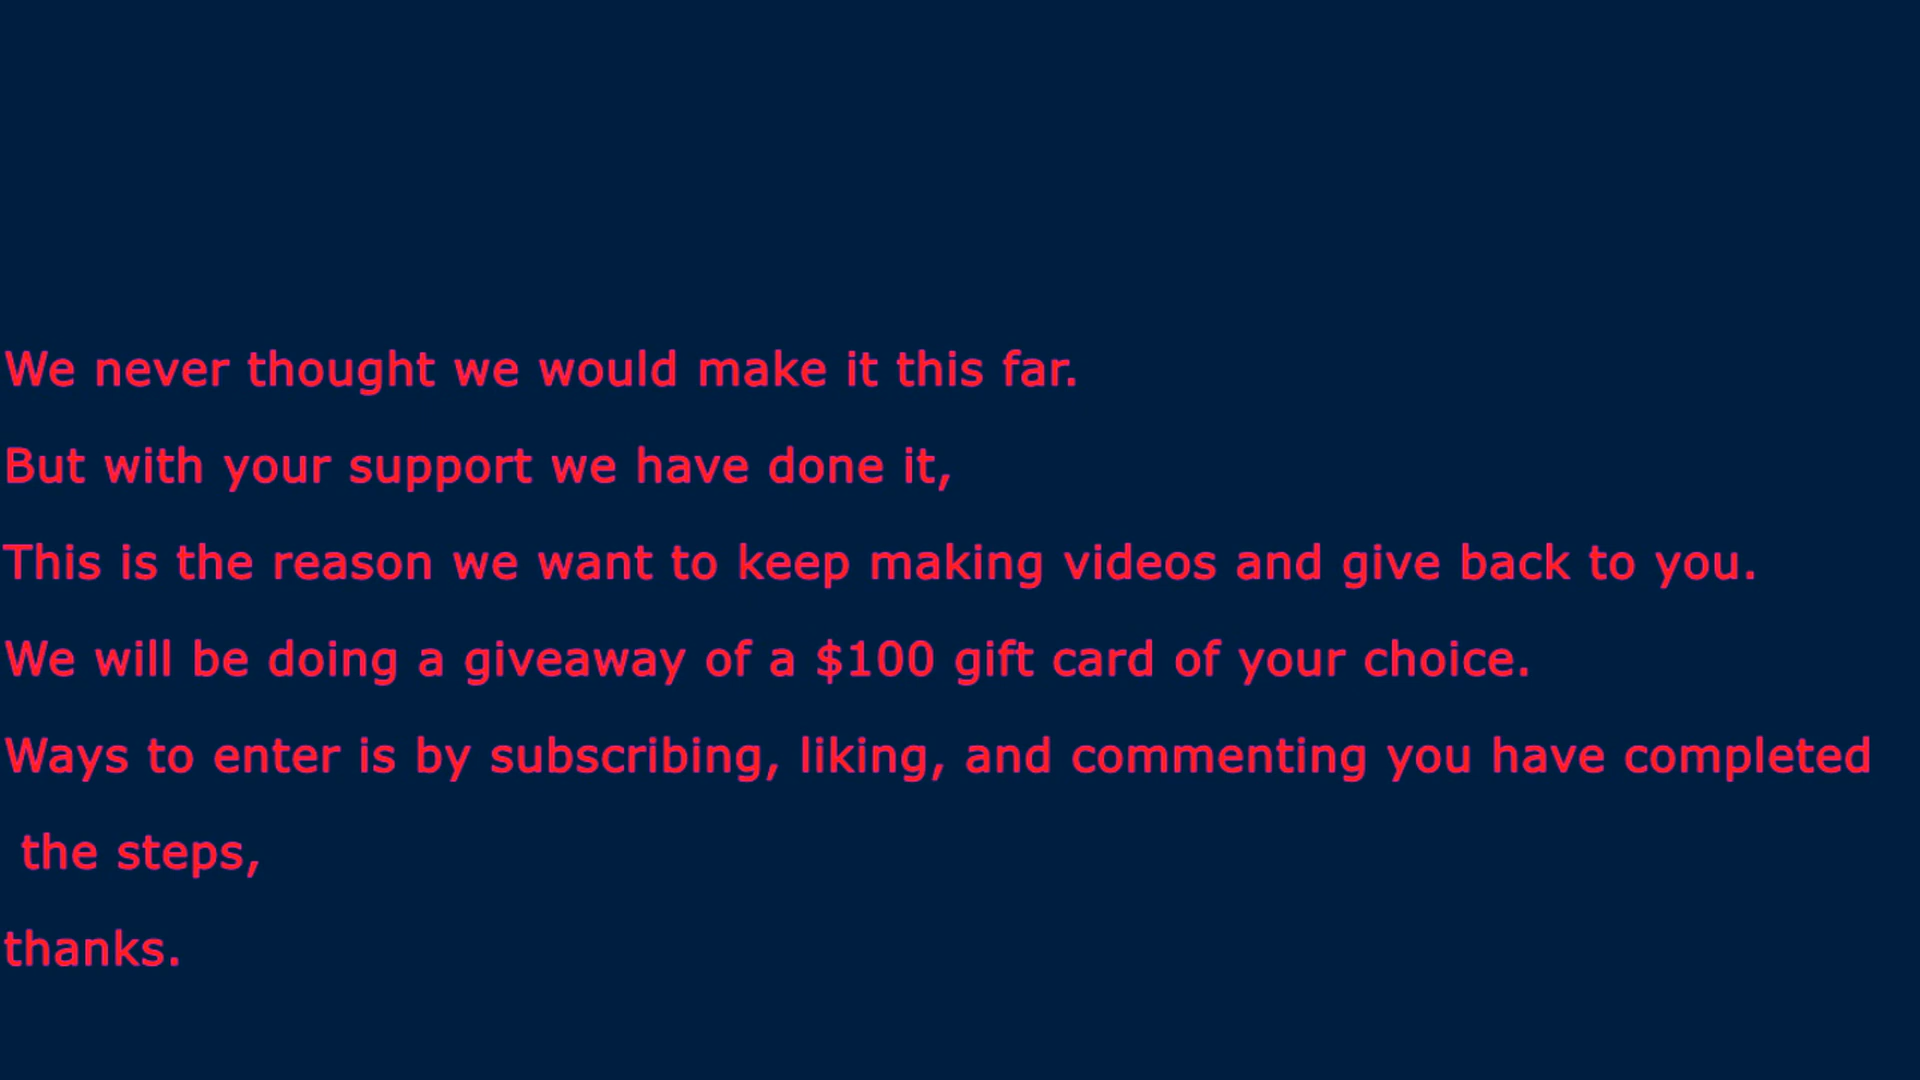 We never thought we would make it this far.
But with your support we have done it,
This is the reason we want to keep making videos and give back to you.
We will be doing a giveaway of a $100 gift card of your choice.
Ways to enter is by subscribing, liking, and commenting you have completed
the steps,
thanks.